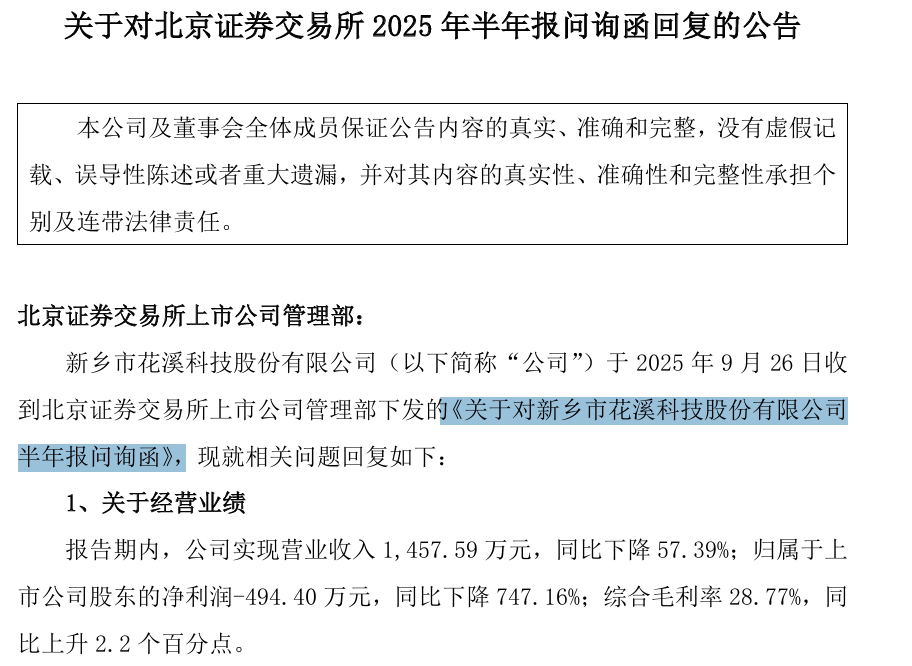 关于对北京证券交易所 2025 年半年报问询函回复的公告
本公司及董事会全体成员保证公告内容的真实、准确和完整，没有虚假记
载、误导性陈述或者重大遗漏，并对其内容的真实性、准确性和完整性承担个
别及连带法律责任。
北京证券交易所上市公司管理部：
新乡市花溪科技股份有限公司（以下简称“公司”）于 2025 年 9 月 26 日收
到北京证券交易所上市公司管理部下发的《关于对新乡市花溪科技股份有限公司
半年报问询函》，现就相关问题回复如下：
1、关于经营业绩
报告期内，公司实现营业收入 1,457.59 万元，同比下降 57.39%；归属于上
市公司股东的净利润-494.40 万元，同比下降 747.16%；综合毛利率 28.77%，同
比上升 2.2 个百分点。